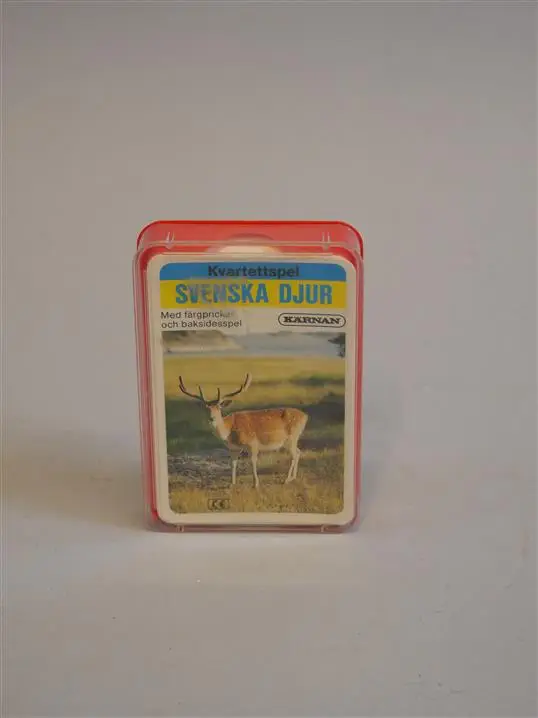 Kvartettspel
SVENSKA DJUR
Med färgprickar
och baksidesspel
KÄRNAN
CE